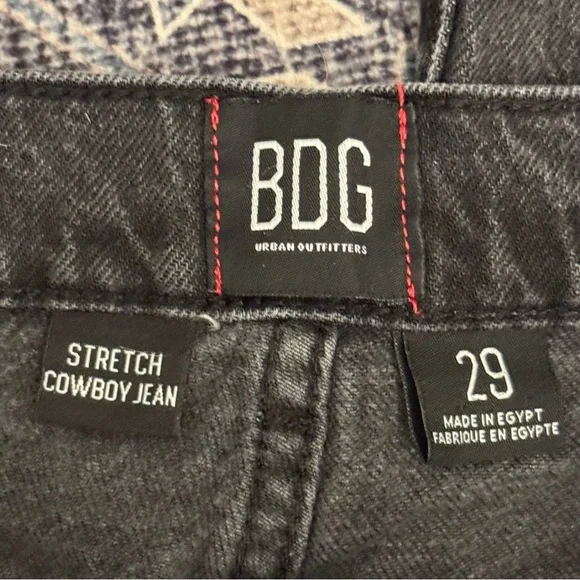 BDG
URBAN OUTFITTERS
STRETCH
COWBOY JEAN
29
MADE IN EGYPT
FABRIQUE EN EGYPTE